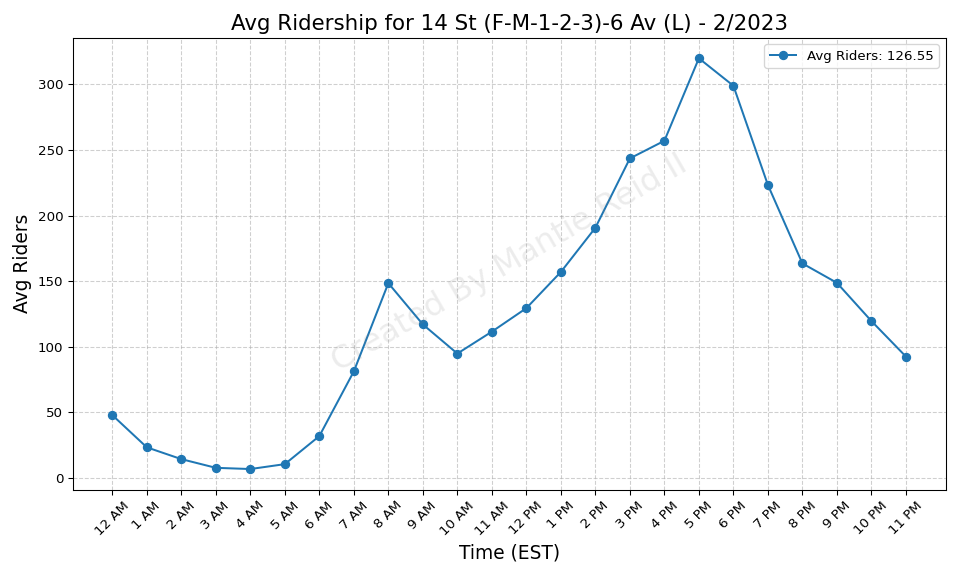 Avg Ridership for 14 St (F-M-1-2-3)-6 Av (L) - 2/2023
Avg Riders: 126.55
300
250
200
150
100
50
0
Avg Riders
Created By Mantie Reid II
12 AM
1 AM
2 AM
3 AM
4 AM
5 AM
6 AM
7 AM
8 AM
9 AM
10 AM
11 AM
12 PM
1 PM
2 PM
3 PM
4 PM
5 PM
6 PM
7 PM
8 PM
9 PM
10 PM
11 PM
Time (EST)